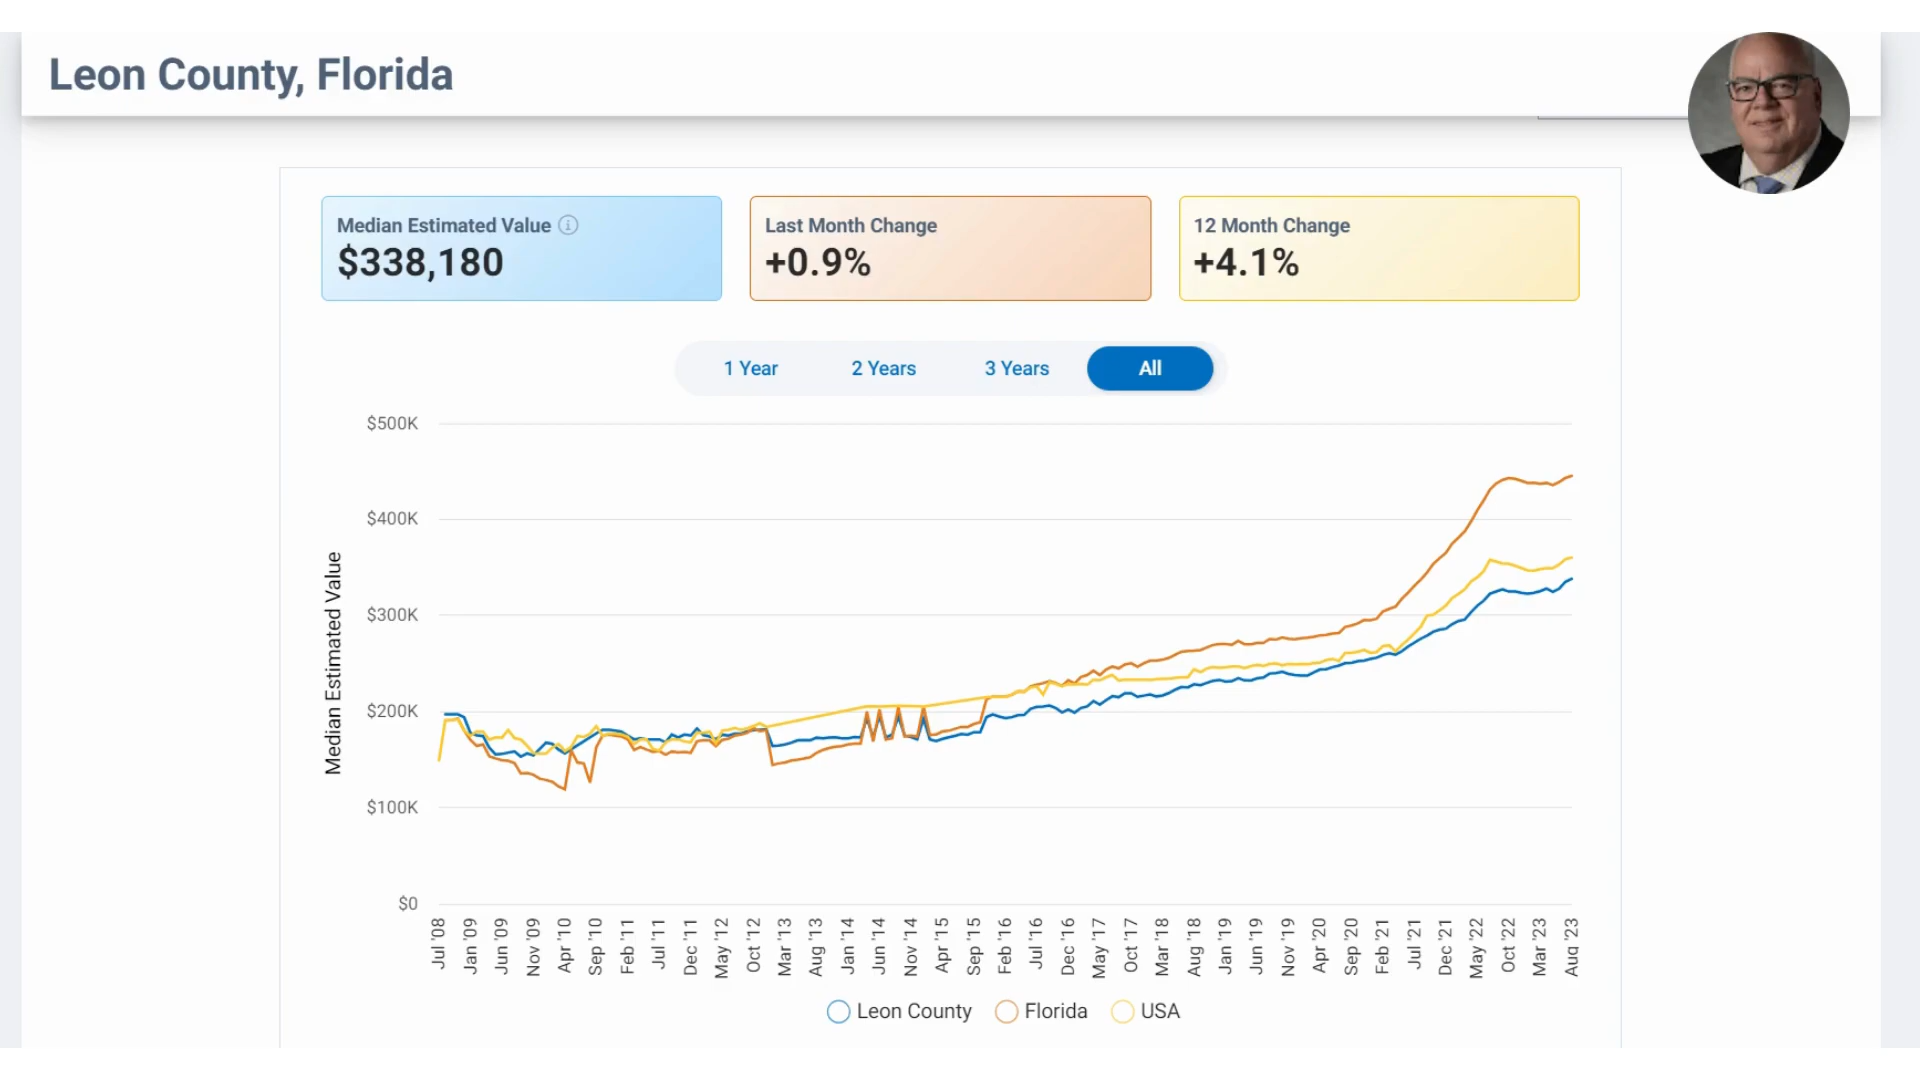 Leon County, Florida
Median Estimated Value
$338,180
Last Month Change
+0.9%
12 Month Change
+4.1%
1 Year
2 Years
3 Years
All
Median Estimated Value
$500K
$400K
$300K
$200K
$100K
$0
Jul '08
Jan '09
Jun '09
Nov '09
Apr '10
Sep '10
Feb '11
Jul '11
Dec '11
May '12
Oct '12
Mar '13
Aug '13
Jan '14
Jun '14
Nov '14
Apr '15
Sep '15
Feb '16
Jul '16
Dec '16
May '17
Oct '17
Mar '18
Aug '18
Jan '19
Jun '19
Nov '19
Apr '20
Sep '20
Feb '21
Jul '21
Dec '21
May '22
Oct '22
Mar '23
Aug '23
Leon County
Florida
USA